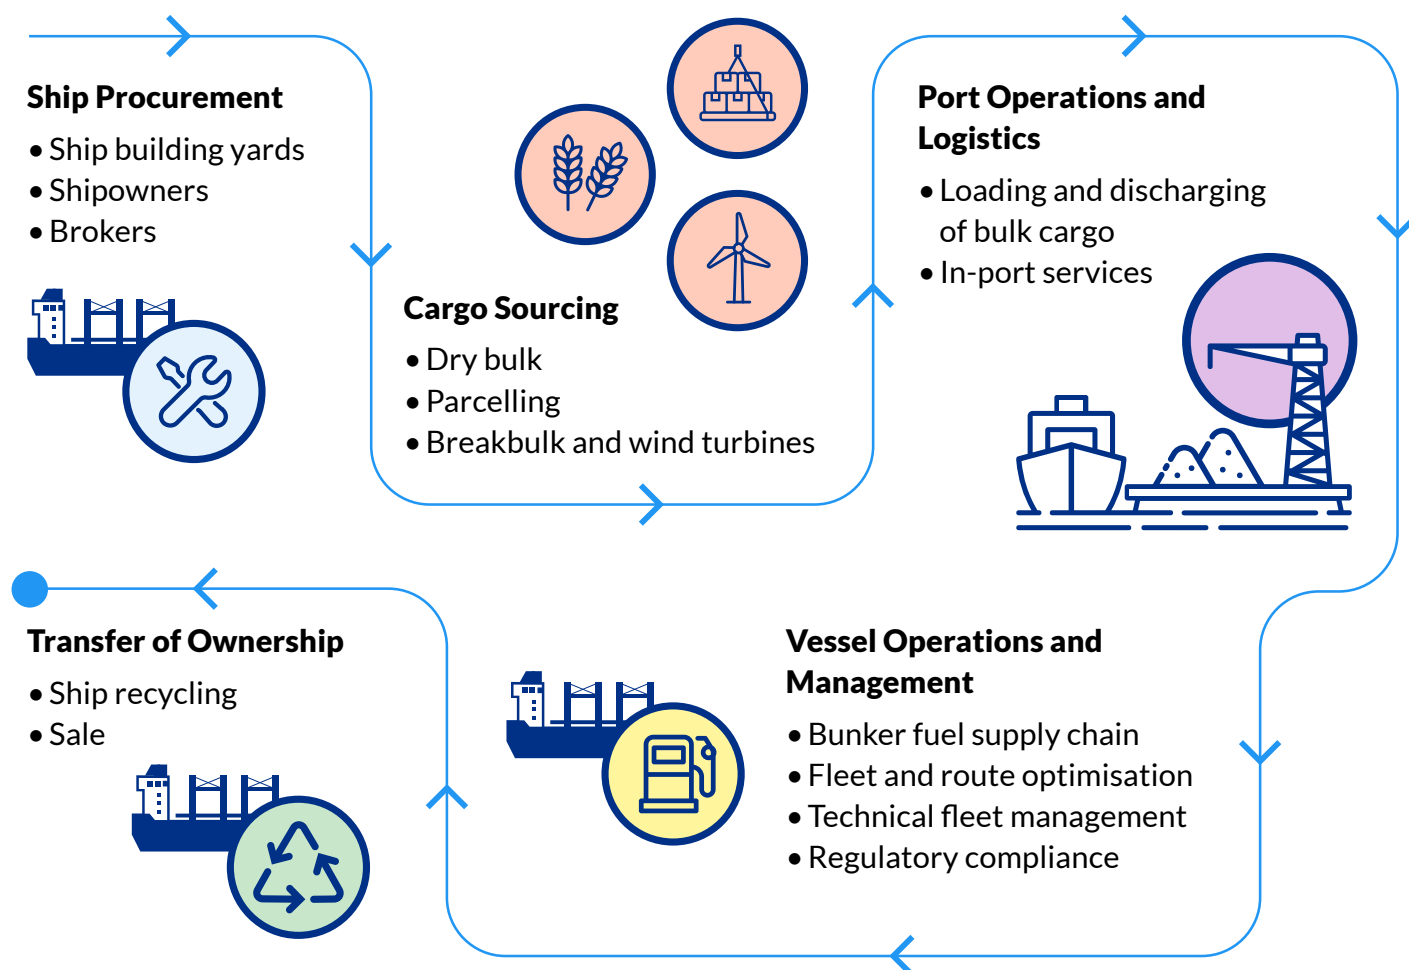 Ship Procurement
• Ship building yards
• Shipowners
• Brokers
Cargo Sourcing
• Dry bulk
• Parcelling
• Breakbulk and wind turbines
Port Operations and
Logistics
• Loading and discharging
of bulk cargo
• In-port services
Vessel Operations and
Management
• Bunker fuel supply chain
• Fleet and route optimisation
• Technical fleet management
• Regulatory compliance
Transfer of Ownership
• Ship recycling
• Sale